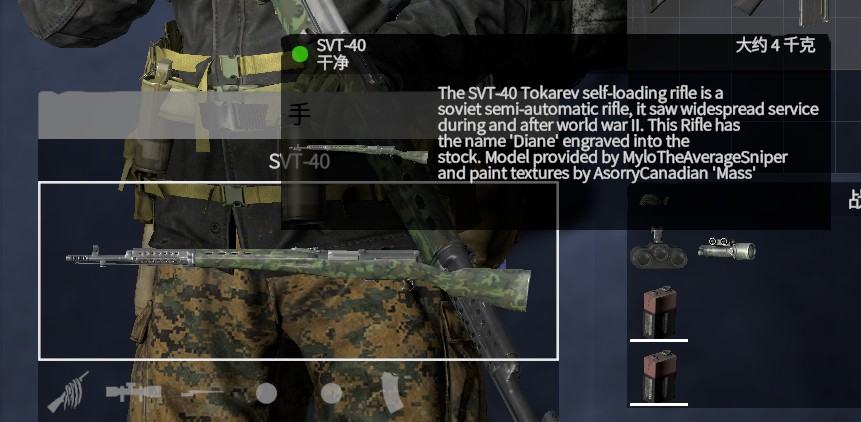 SVT-40
干净
大约 4 千克
手
The SVT-40 Tokarev self-loading rifle is a
soviet semi-automatic rifle, it saw widespread service
during and after world war II. This Rifle has
the name 'Diane' engraved into the
stock. Model provided by MyloTheAverageSniper
and paint textures by AsorryCanadian 'Mass'
SVT-40
战